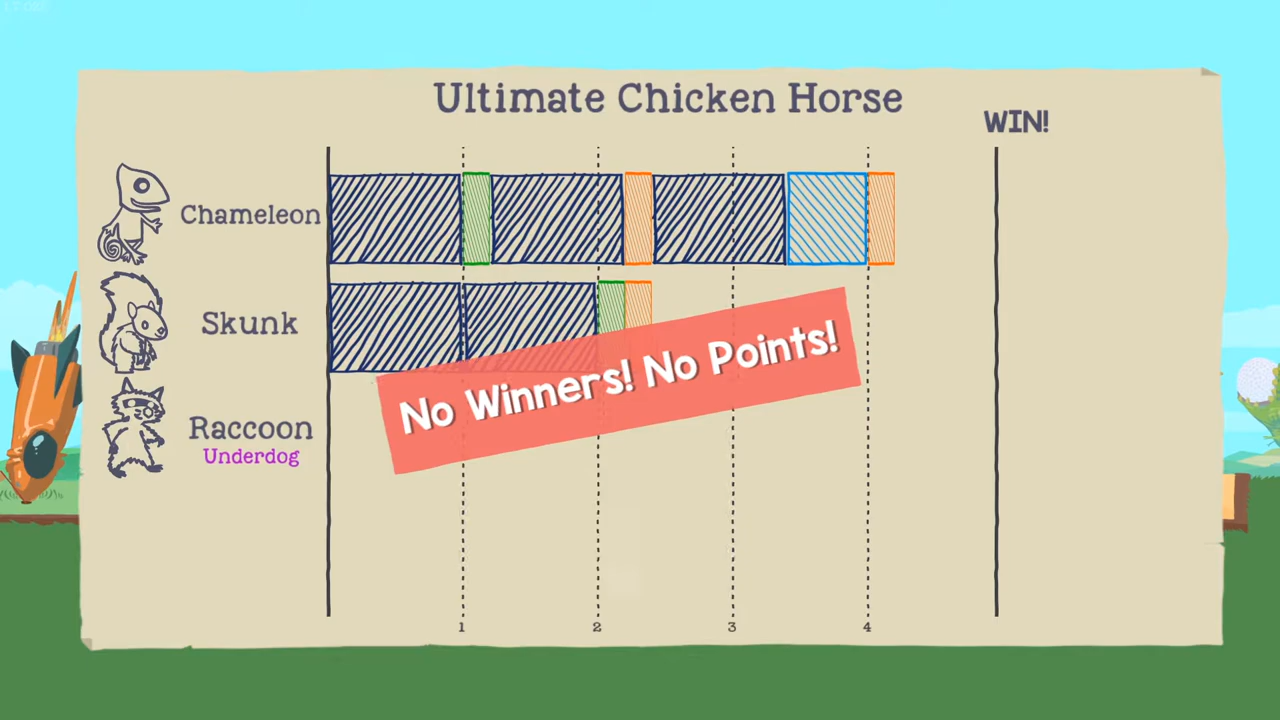 Ultimate Chicken Horse
WIN!
Chameleon
Skunk
No Winners! No Points!
Raccoon
Underdog
1 2 3 4